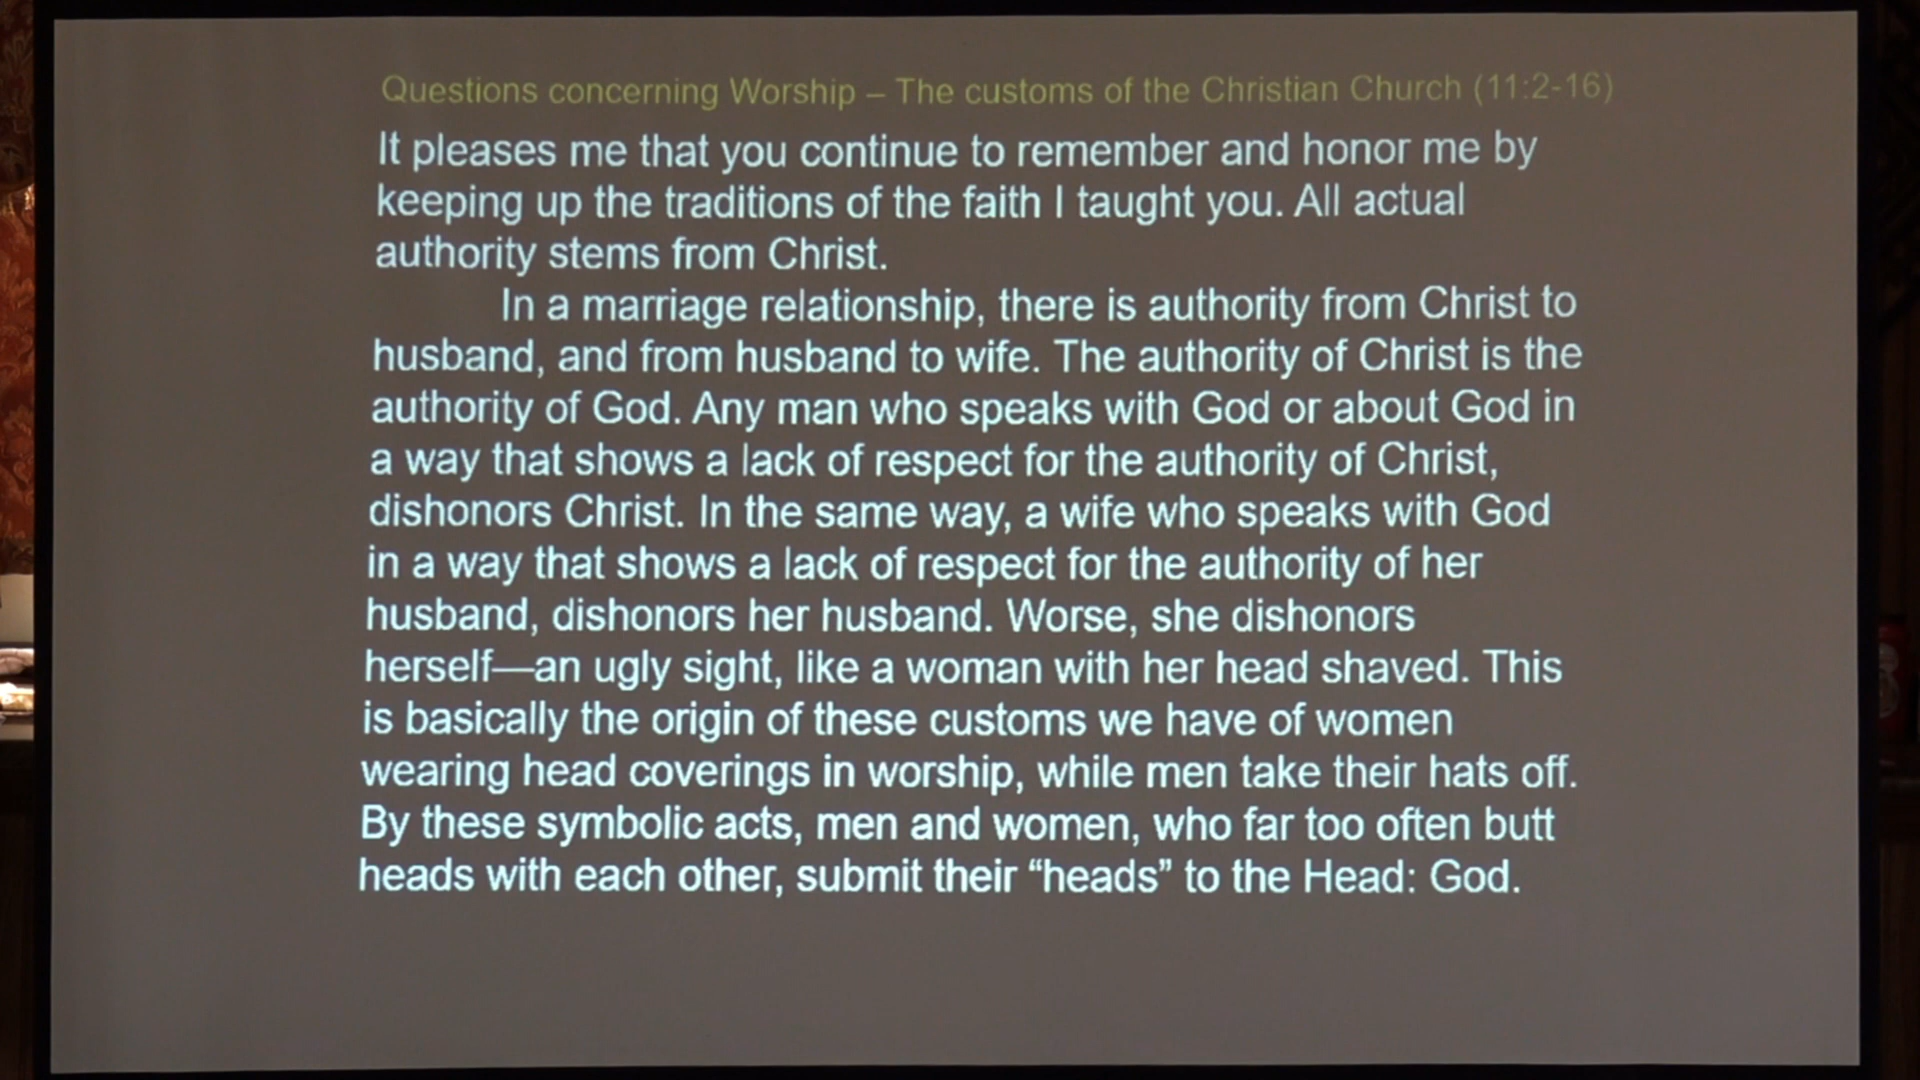 Questions concerning Worship – The customs of the Christian Church (11:2-16)
It pleases me that you continue to remember and honor me by
keeping up the traditions of the faith I taught you. All actual
authority stems from Christ.
In a marriage relationship, there is authority from Christ to
husband, and from husband to wife. The authority of Christ is the
authority of God. Any man who speaks with God or about God in
a way that shows a lack of respect for the authority of Christ,
dishonors Christ. In the same way, a wife who speaks with God
in a way that shows a lack of respect for the authority of her
husband, dishonors her husband. Worse, she dishonors
herself—an ugly sight, like a woman with her head shaved. This
is basically the origin of these customs we have of women
wearing head coverings in worship, while men take their hats off.
By these symbolic acts, men and women, who far too often butt
heads with each other, submit their “heads” to the Head: God.